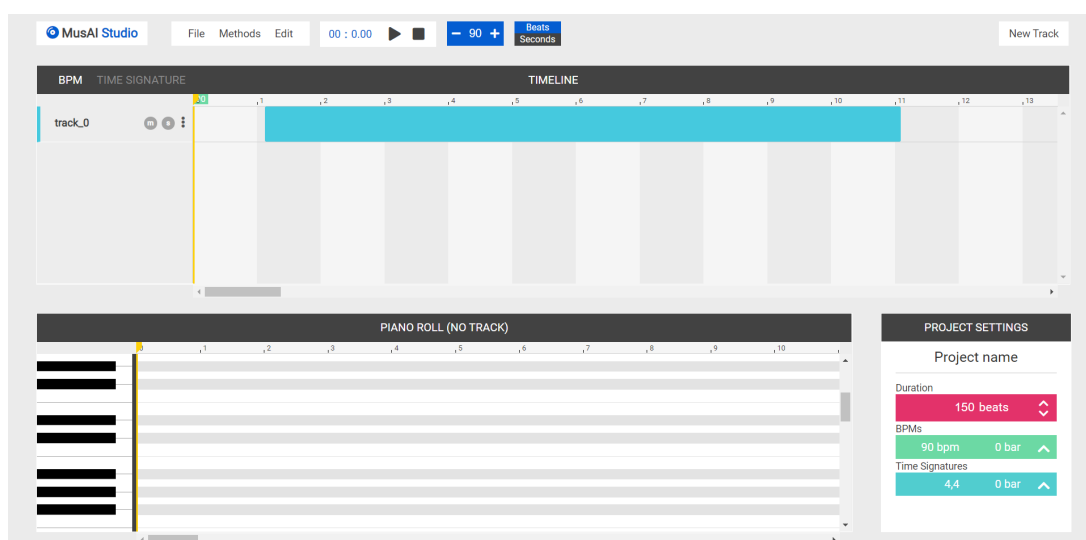 MusAI Studio
File Methods Edit
00 : 0.00
90
Beats
Seconds
New Track
BPM TIME SIGNATURE
TIMELINE
0 1 2 3 4 5 6 7 8 9 10 11 12 13
track_0
m s
PIANO ROLL (NO TRACK)
0 1 2 3 4 5 6 7 8 9 10
PROJECT SETTINGS
Project name
Duration
150 beats
BPMs
90 bpm 0 bar
Time Signatures
4,4 0 bar